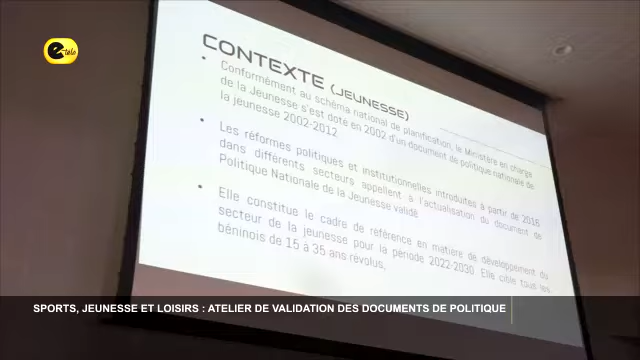 e-télé
CONTEXTE (JEUNESSE)
• Conformément au schéma national de planification, le Ministère en charge
de la Jeunesse s'est doté en 2002 d'un document de politique nationale de
la jeunesse 2002-2012.
• Les réformes politiques et institutionnelles introduites à partir de 2016
dans différents secteurs appellent à l'actualisation du document de
Politique Nationale de la Jeunesse validé.
• Elle constitue le cadre de référence en matière de développement du
secteur de la jeunesse pour la période 2022-2030. Elle cible tous les
béninois de 15 à 35 ans révolus,
SPORTS, JEUNESSE ET LOISIRS : ATELIER DE VALIDATION DES DOCUMENTS DE POLITIQUE